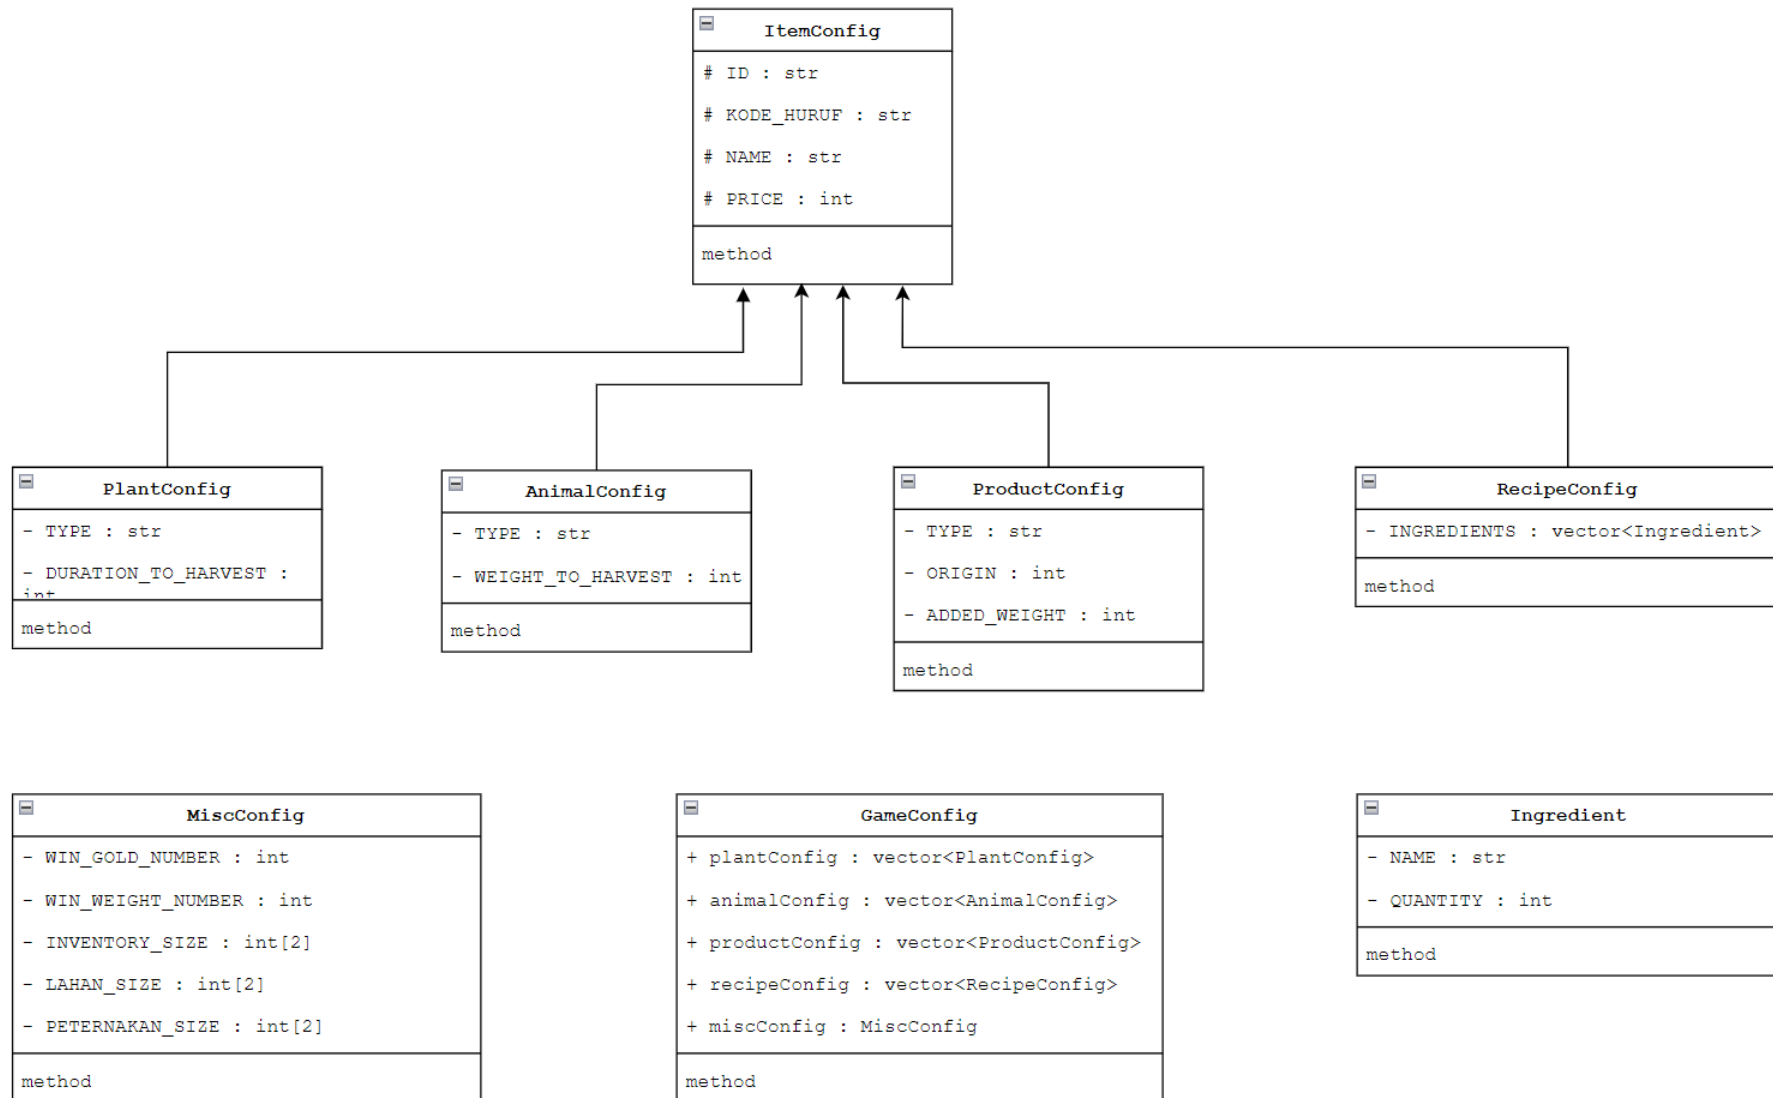 ItemConfig
# ID : str
# KODE_HURUF : str
# NAME : str
# PRICE : int
method
PlantConfig
- TYPE : str
- DURATION_TO_HARVEST :
int
method
AnimalConfig
- TYPE : str
- WEIGHT_TO_HARVEST : int
method
ProductConfig
- TYPE : str
- ORIGIN : int
- ADDED_WEIGHT : int
method
RecipeConfig
- INGREDIENTS : vector<Ingredient>
method
MiscConfig
- WIN_GOLD_NUMBER : int
- WIN_WEIGHT_NUMBER : int
- INVENTORY_SIZE : int[2]
- LAHAN_SIZE : int[2]
- PETERNAKAN_SIZE : int[2]
method
GameConfig
+ plantConfig : vector<PlantConfig>
+ animalConfig : vector<AnimalConfig>
+ productConfig : vector<ProductConfig>
+ recipeConfig : vector<RecipeConfig>
+ miscConfig : MiscConfig
method
Ingredient
- NAME : str
- QUANTITY : int
method